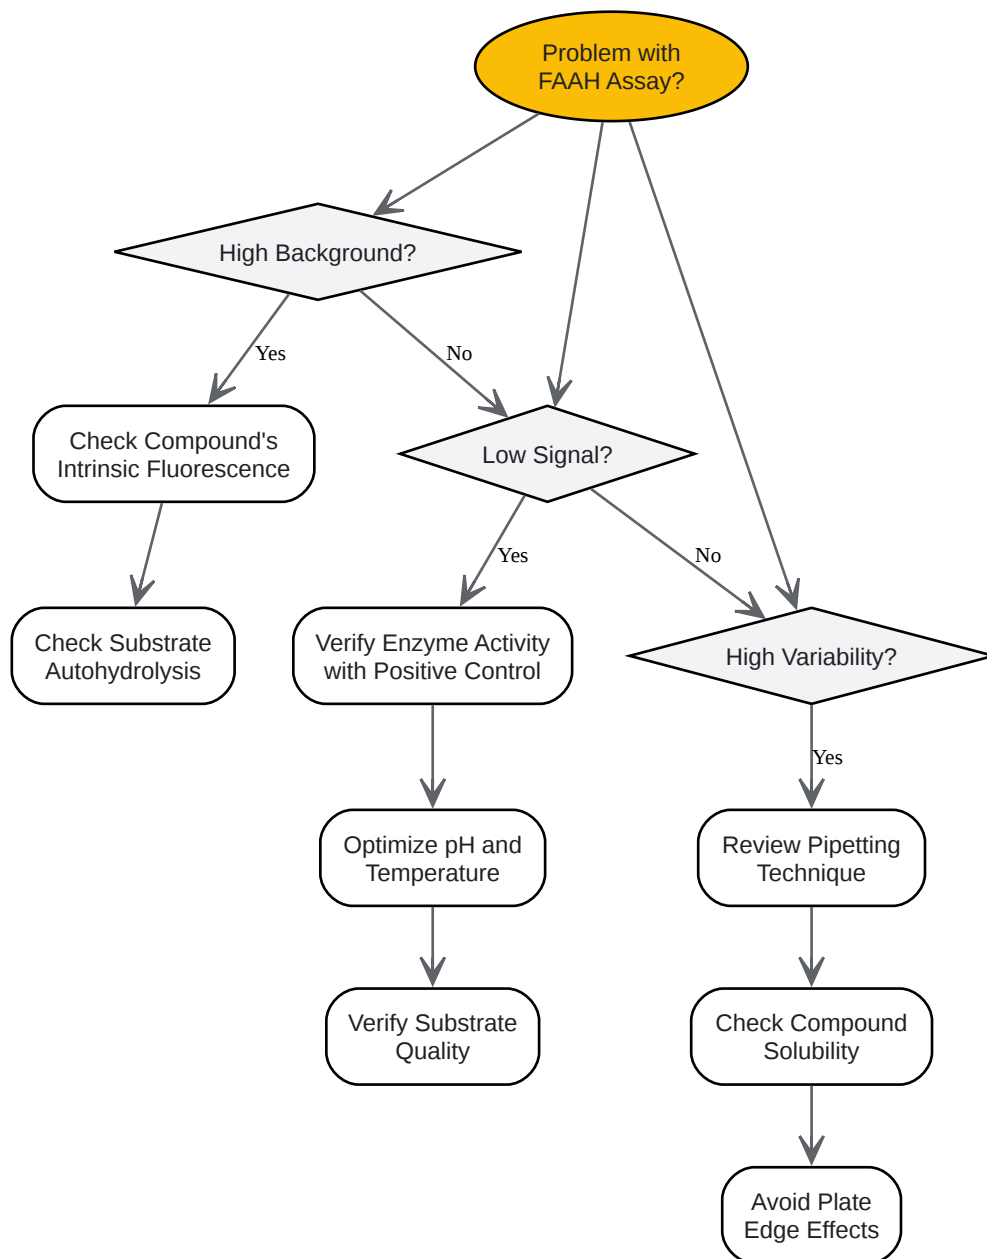 Problem with
FAAH Assay?
High Background?
Yes
No
Check Compound's
Intrinsic Fluorescence
Low Signal?
Yes
No
Check Substrate
Autohydrolysis
Verify Enzyme Activity
with Positive Control
High Variability?
Yes
Optimize pH and
Temperature
Review Pipetting
Technique
Verify Substrate
Quality
Check Compound
Solubility
Avoid Plate
Edge Effects